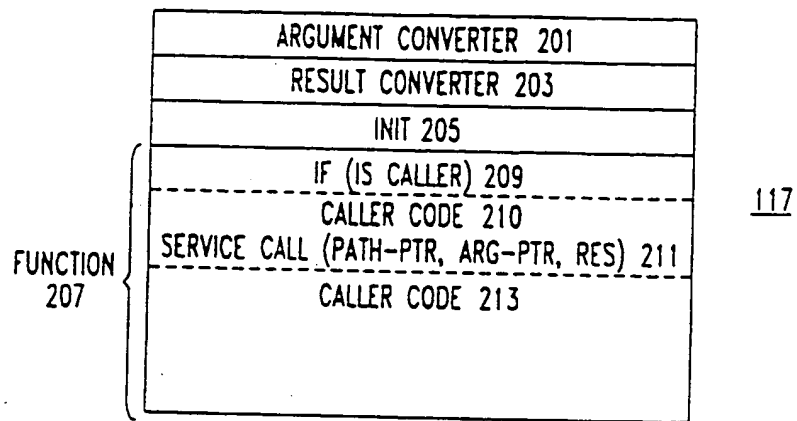 ARGUMENT CONVERTER 201
RESULT CONVERTER 203
INIT 205
IF (IS CALLER) 209
CALLER CODE 210
SERVICE CALL (PATH-PTR, ARG-PTR, RES) 211
CALLER CODE 213
FUNCTION
207
117